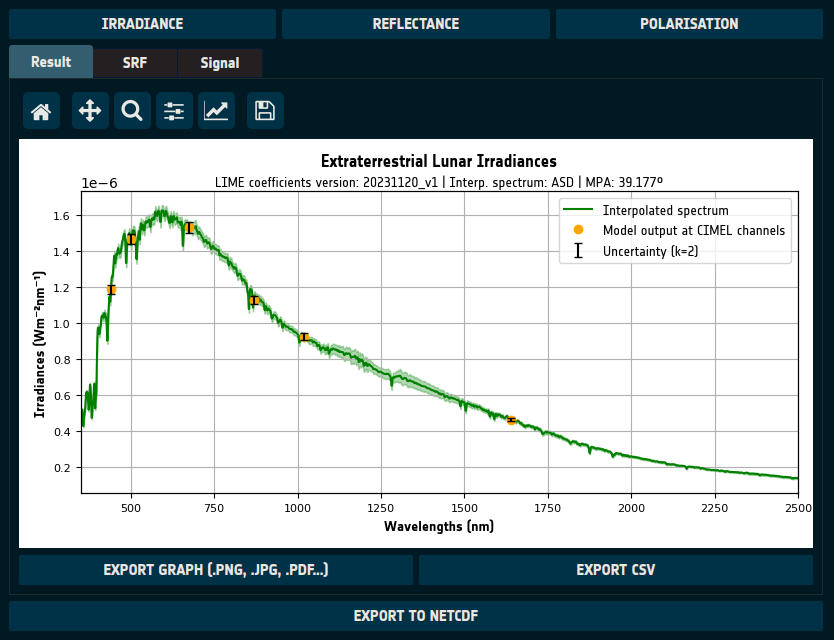 IRRADIANCE REFLECTANCE POLARISATION
Result SRF Signal
Extraterrestrial Lunar Irradiances
1e−6 LIME coefficients version: 20231120_v1 | Interp. spectrum: ASD | MPA: 39.177º
Interpolated spectrum
Model output at CIMEL channels
Uncertainty (k=2)
Irradiances (Wm⁻²nm⁻¹)
1.6
1.4
1.2
1.0
0.8
0.6
0.4
0.2
500 750 1000 1250 1500 1750 2000 2250 2500
Wavelengths (nm)
EXPORT GRAPH (.PNG, .JPG, .PDF...) EXPORT CSV
EXPORT TO NETCDF